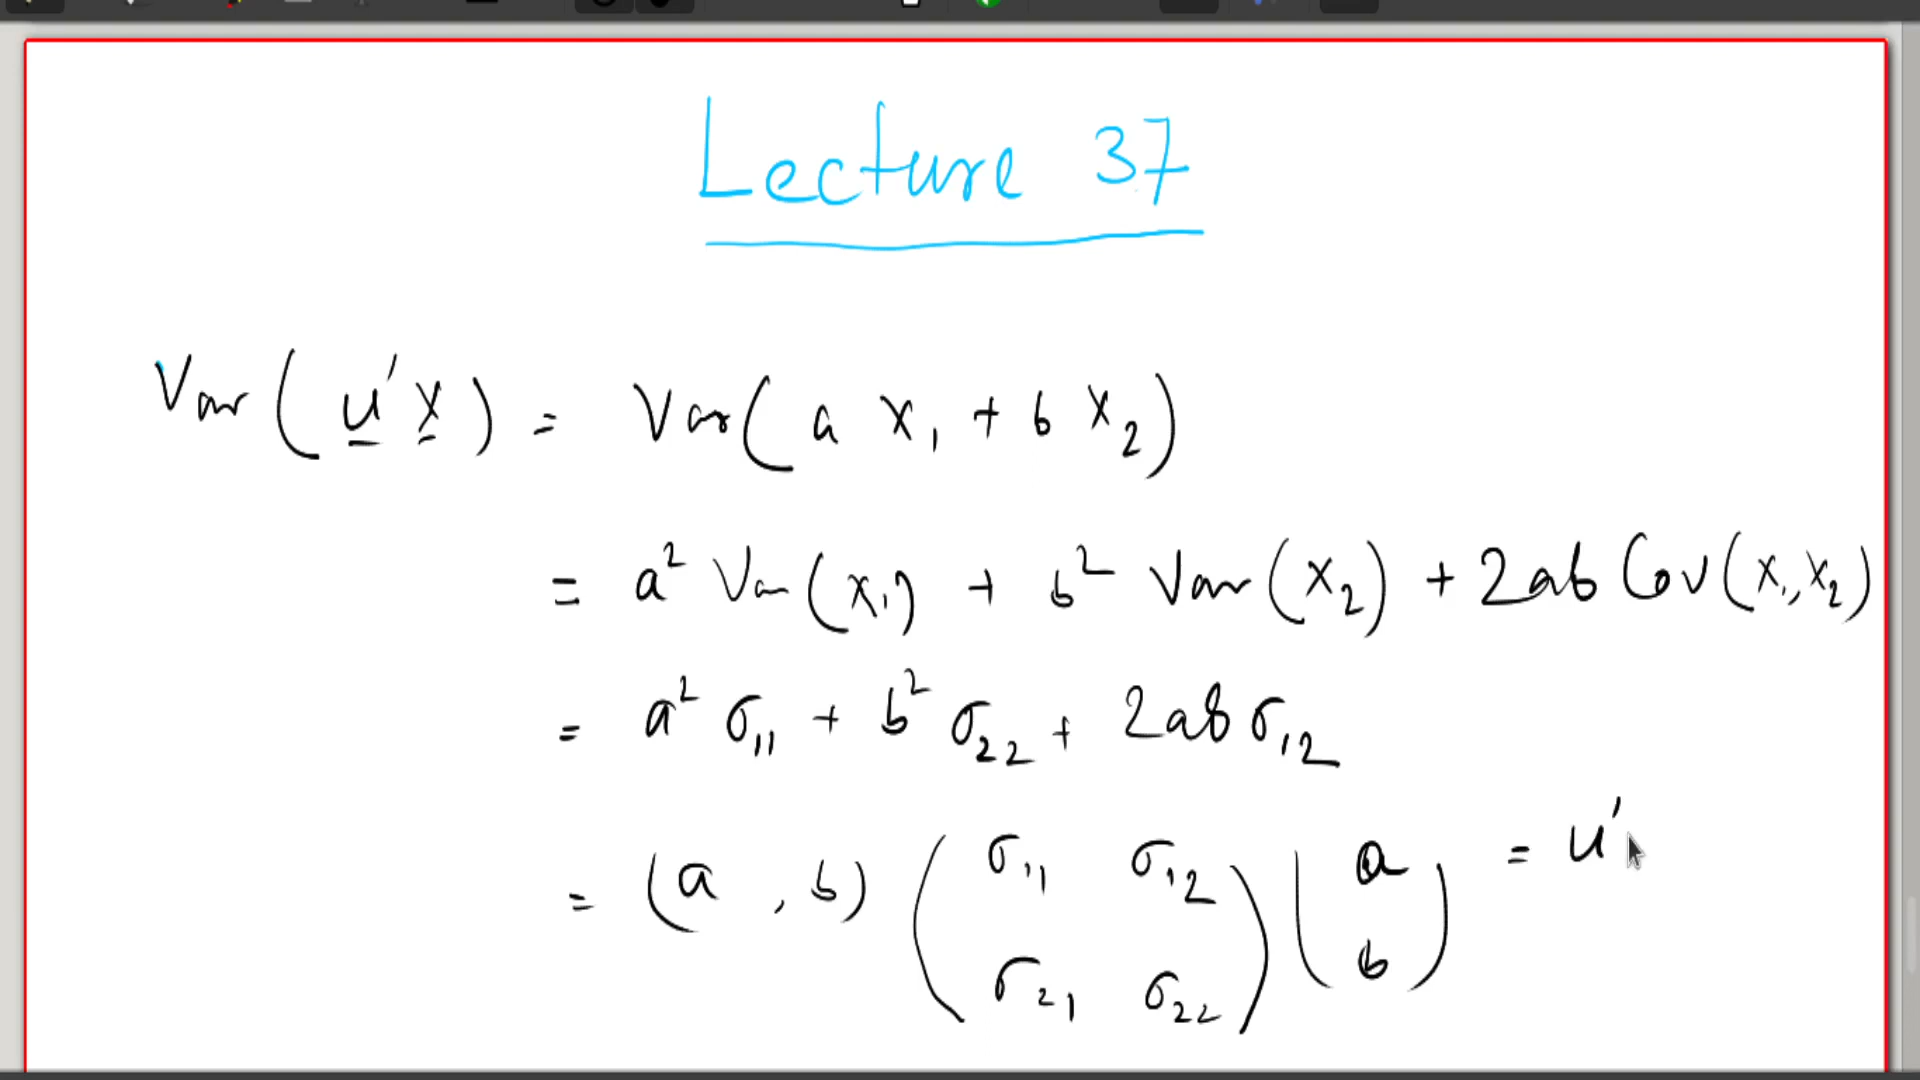 Lecture 37
Var(u'X) = Var(a X₁ + b X₂)
= a² Var(X₁) + b² Var(X₂) + 2ab Cov(X₁, X₂)
= a² σ₁₁ + b² σ₂₂ + 2ab σ₁₂
= (a, b) (σ₁₁ σ₁₂ σ₂₁ σ₂₂) (a b) = u'